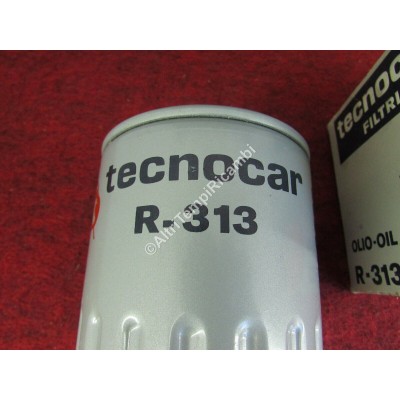 tecnocar
R-313
©AltriTempiRicambi
tecnoc
FILTRI
OLIO-OIL
R-313